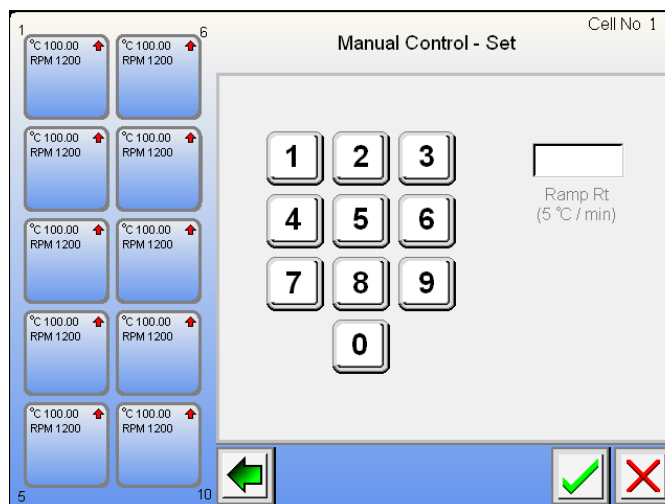 Cell No 1
Manual Control - Set
1
6
°C 100.00
RPM 1200
°C 100.00
RPM 1200
°C 100.00
RPM 1200
°C 100.00
RPM 1200
°C 100.00
RPM 1200
°C 100.00
RPM 1200
°C 100.00
RPM 1200
°C 100.00
RPM 1200
°C 100.00
RPM 1200
°C 100.00
RPM 1200
5
10
1 2 3
4 5 6
7 8 9
0
Ramp Rt
(5 °C / min)